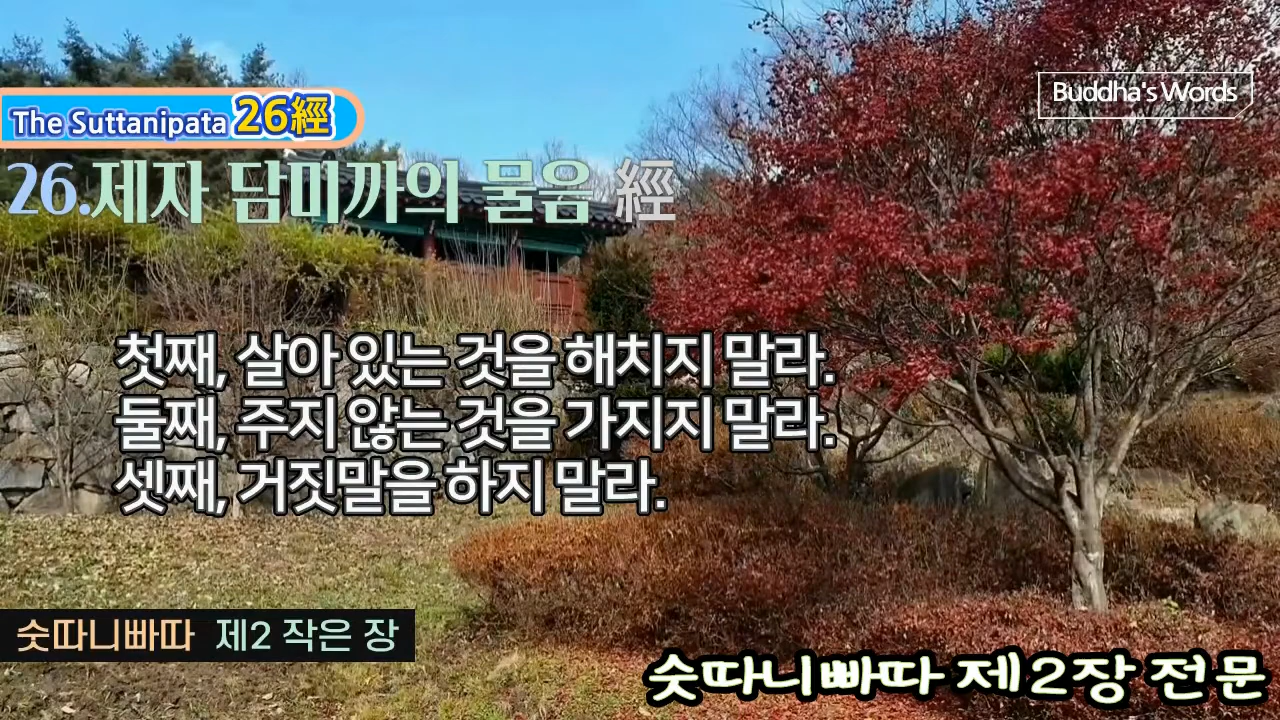 Buddha's Words
The Suttanipata 26經
26.제자 담미까의 물음 經
첫째, 살아 있는 것을 해치지 말라.
둘째, 주지 않는 것을 가지지 말라.
셋째, 거짓말을 하지 말라.
숫따니빠따 제2 작은 장
숫따니빠따 제2장 전문